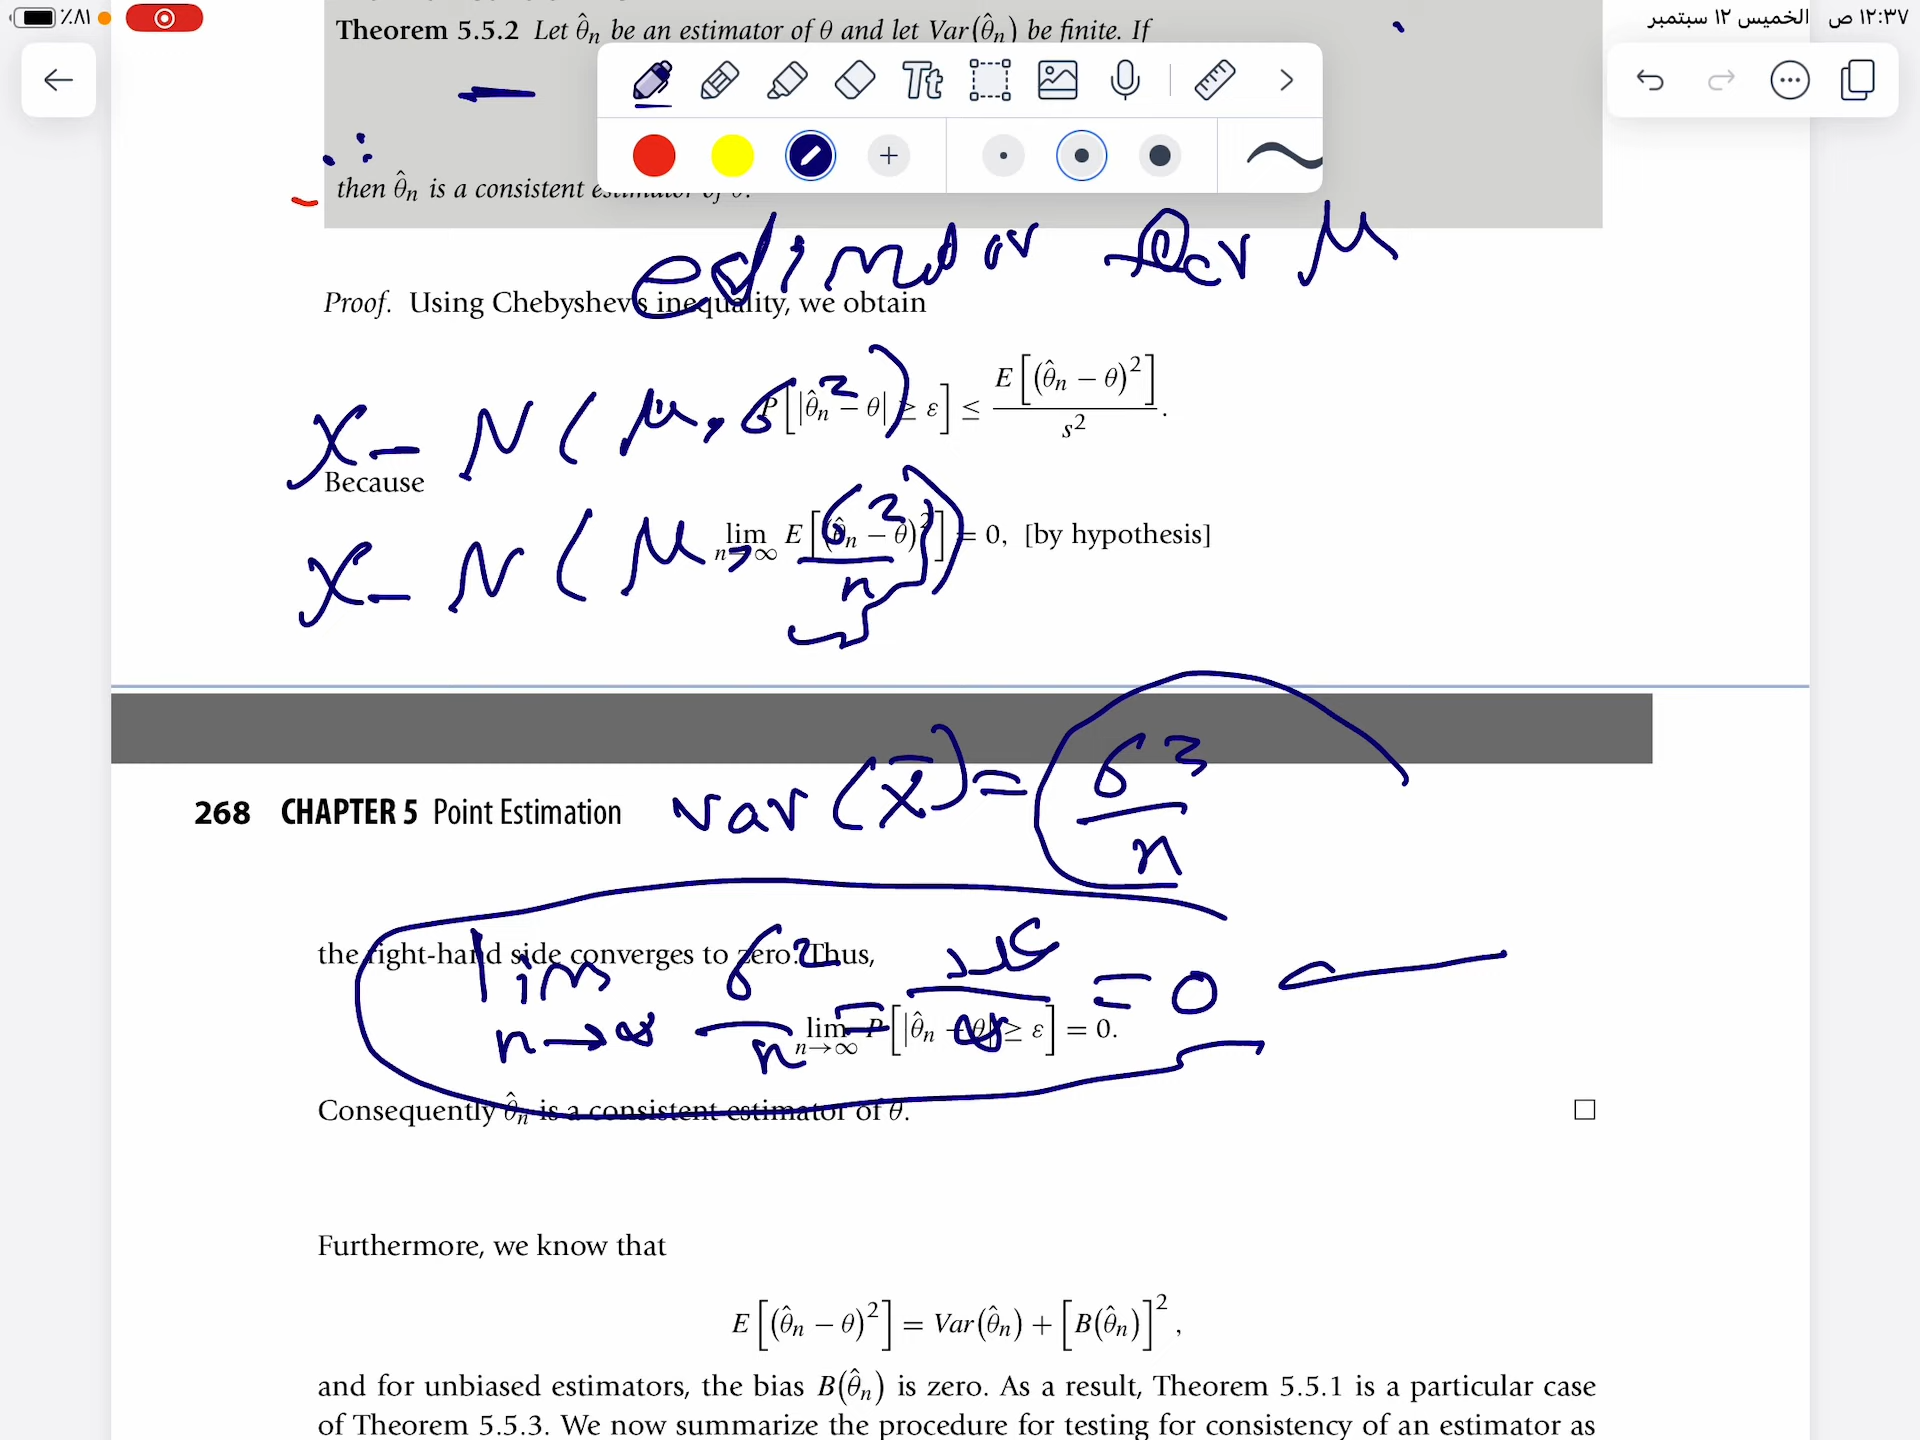 ٪٨١
١٢:٣٧ ص الخميس ١٢ سبتمبر
Theorem 5.5.2 Let θ̂n be an estimator of θ and let Var(θ̂n) be finite. If
Tt
then θ̂n is a consistent estimator of θ.
μ
Proof. Using Chebyshev's inequality, we obtain
P[|θ̂n − θ| ≥ ε] ≤ E[(θ̂n − θ)²] / s².
X – N(μ, σ²)
Because
lim n→∞ E[(θ̂n − θ)²] = 0, [by hypothesis]
X – N(μ, σ²/n)
Var(x̄) =
268 CHAPTER 5 Point Estimation
the right-hand side converges to zero. Thus,
lim n→∞ σ²/n = = 0
lim n→∞ P[|θ̂n − θ| ≥ ε] = 0.
Consequently θ̂n is a consistent estimator of θ.
Furthermore, we know that
E[(θ̂n − θ)²] = Var(θ̂n) + [B(θ̂n)]²,
and for unbiased estimators, the bias B(θ̂n) is zero. As a result, Theorem 5.5.1 is a particular case
of Theorem 5.5.3. We now summarize the procedure for testing for consistency of an estimator as